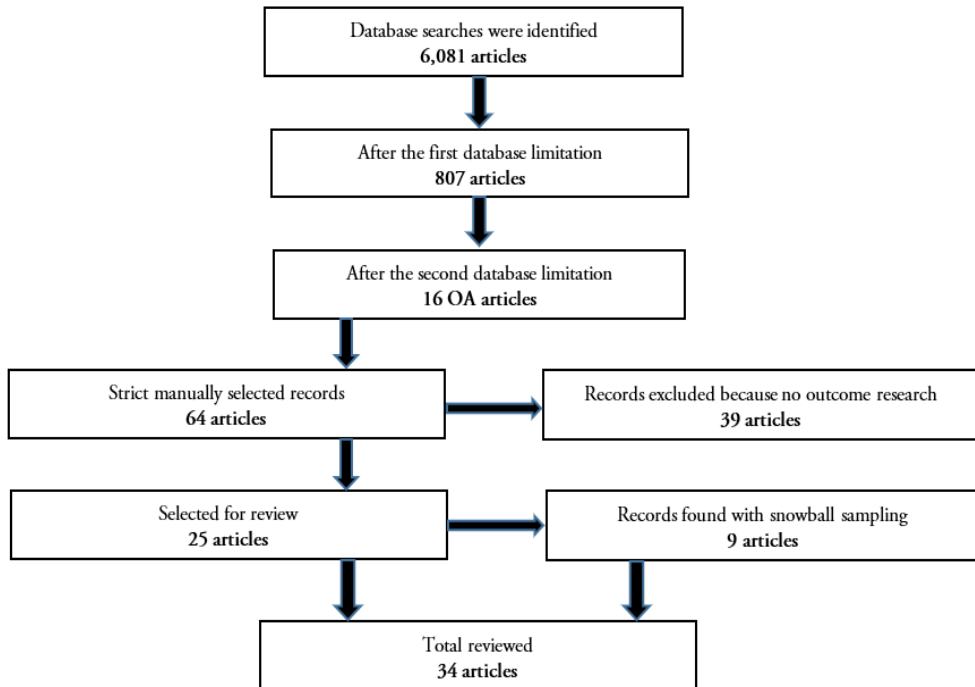 Database searches were identified
6,081 articles
After the first database limitation
807 articles
After the second database limitation
16 OA articles
Strict manually selected records
64 articles
Records excluded because no outcome research
39 articles
Selected for review
25 articles
Records found with snowball sampling
9 articles
Total reviewed
34 articles